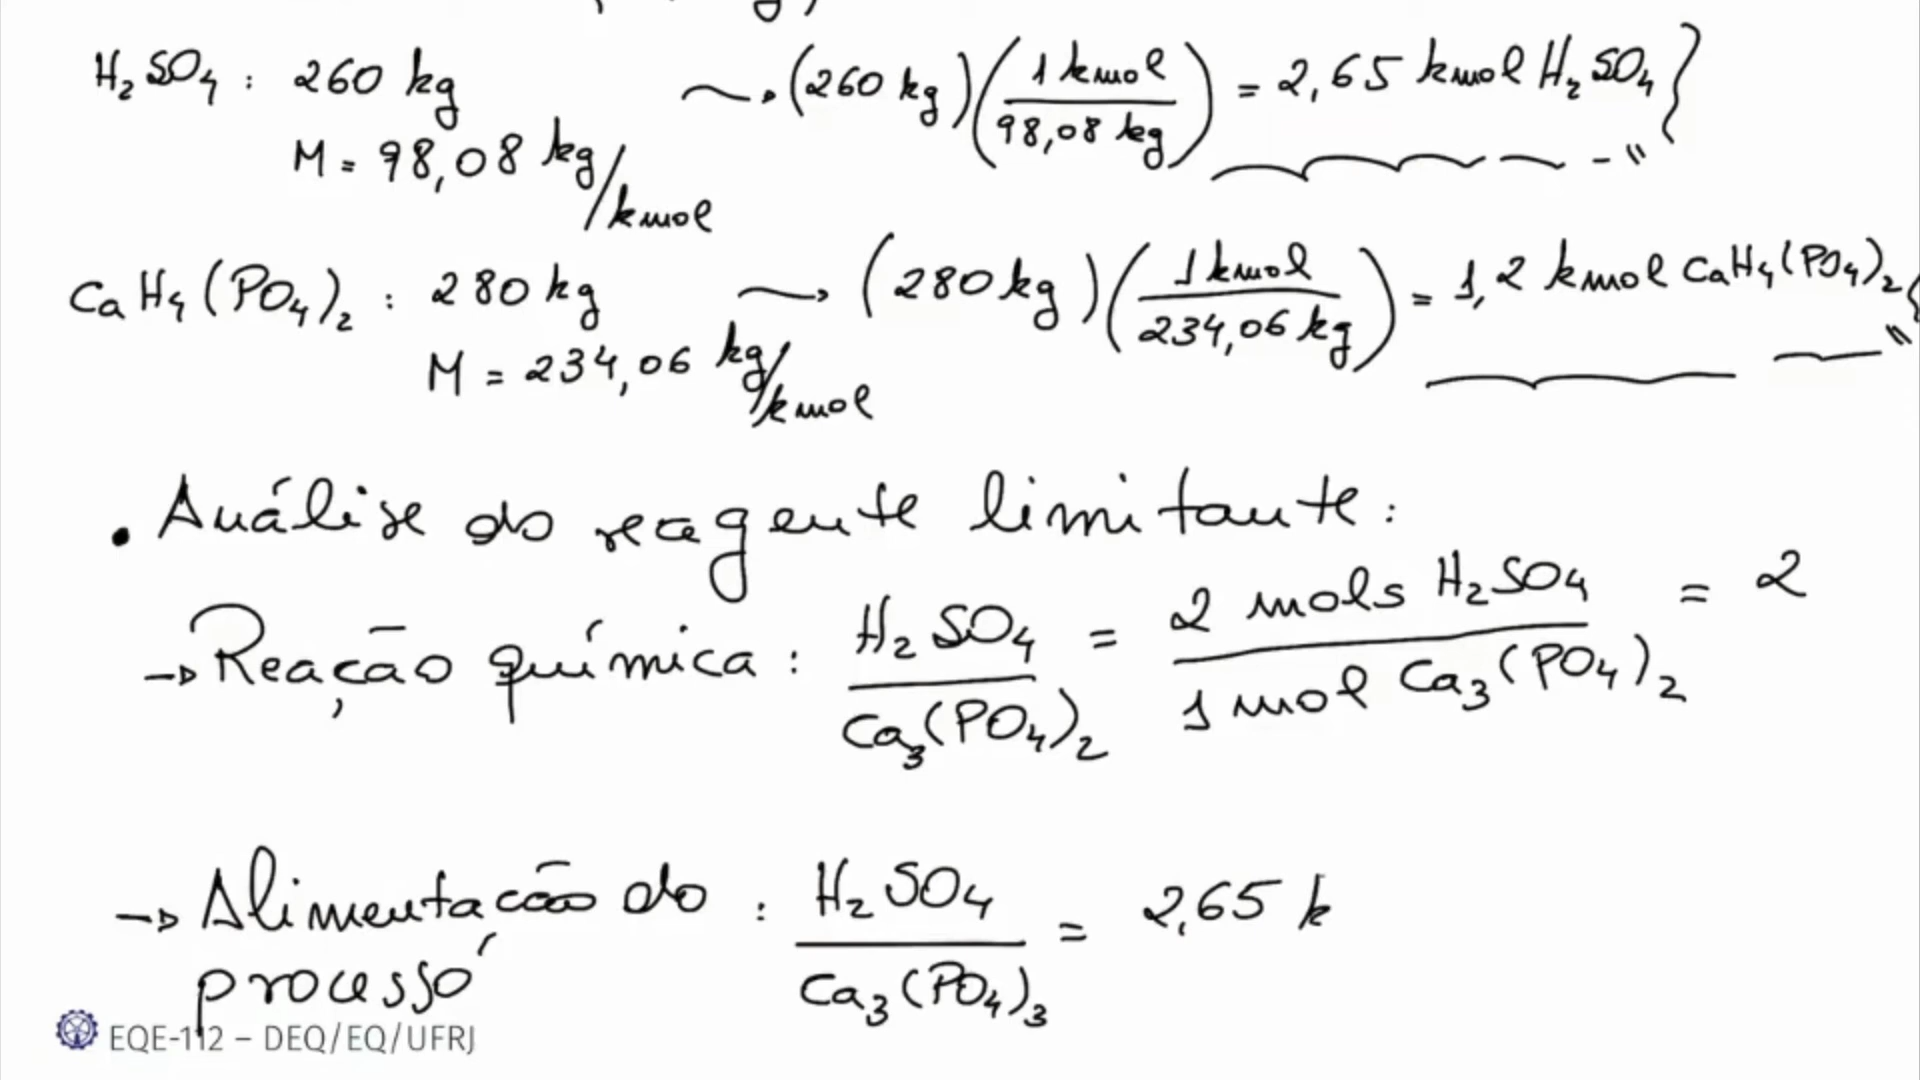 H₂SO₄ : 260 kg ⟿ (260 kg)(1 kmol / 98,08 kg) = 2,65 kmol H₂SO₄ }
M = 98,08 kg/kmol
CaH₄(PO₄)₂ : 280 kg ⟿ (280 kg)(1 kmol / 234,06 kg) = 1,2 kmol CaH₄(PO₄)₂ }
M = 234,06 kg/kmol
• Análise do reagente limitante:
→ Reação química : H₂SO₄ / Ca₃(PO₄)₂ = 2 mols H₂SO₄ / 1 mol Ca₃(PO₄)₂ = 2
→ Alimentação do : H₂SO₄ / Ca₃(PO₄)₃ = 2,65 k
processo
EQE-112 – DEQ/EQ/UFRJ